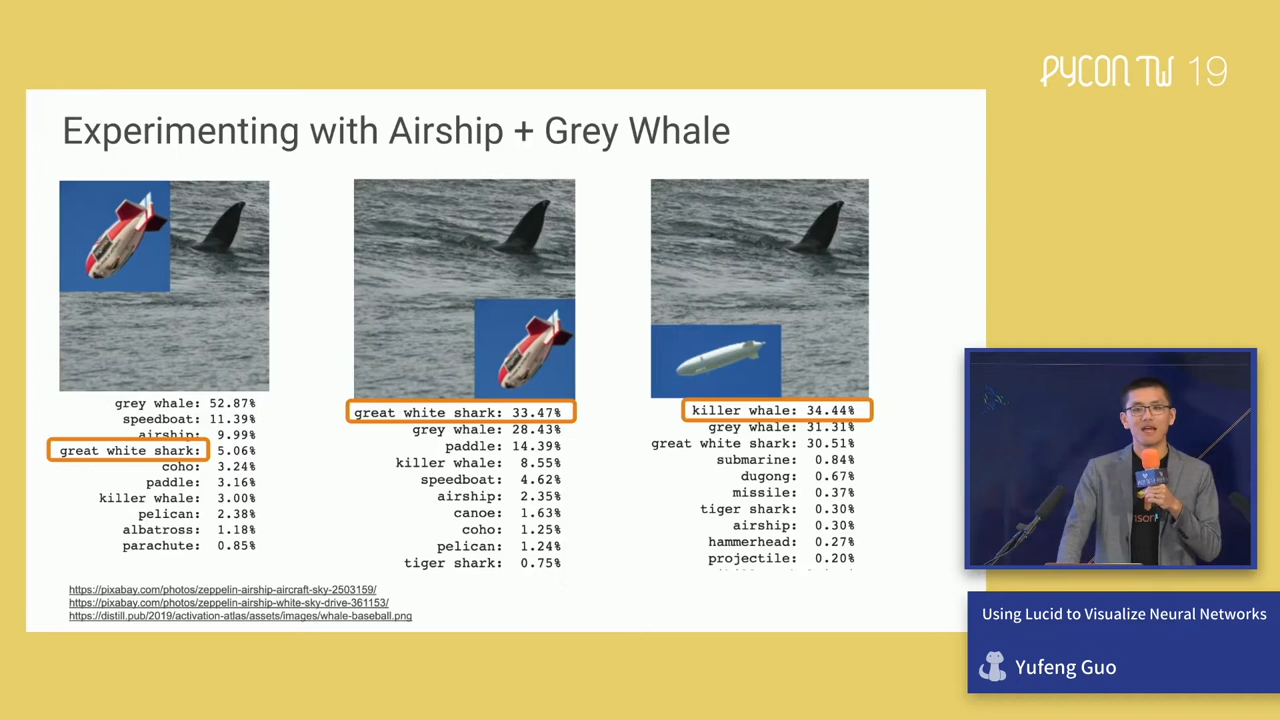 PYCON TW 19
Experimenting with Airship + Grey Whale
grey whale: 52.87%
speedboat: 11.39%
airship: 9.99%
great white shark: 5.06%
coho: 3.24%
paddle: 3.16%
killer whale: 3.00%
pelican: 2.38%
albatross: 1.18%
parachute: 0.85%
great white shark: 33.47%
grey whale: 28.43%
paddle: 14.39%
killer whale: 8.55%
speedboat: 4.62%
airship: 2.35%
canoe: 1.63%
coho: 1.25%
pelican: 1.24%
tiger shark: 0.75%
killer whale: 34.44%
grey whale: 31.31%
great white shark: 30.51%
submarine: 0.84%
dugong: 0.67%
missile: 0.37%
tiger shark: 0.30%
airship: 0.30%
hammerhead: 0.27%
projectile: 0.20%
https://pixabay.com/photos/zeppelin-airship-aircraft-sky-2503159/
https://pixabay.com/photos/zeppelin-airship-white-sky-drive-361153/
https://distill.pub/2019/activation-atlas/assets/images/whale-baseball.png
Using Lucid to Visualize Neural Networks
Yufeng Guo